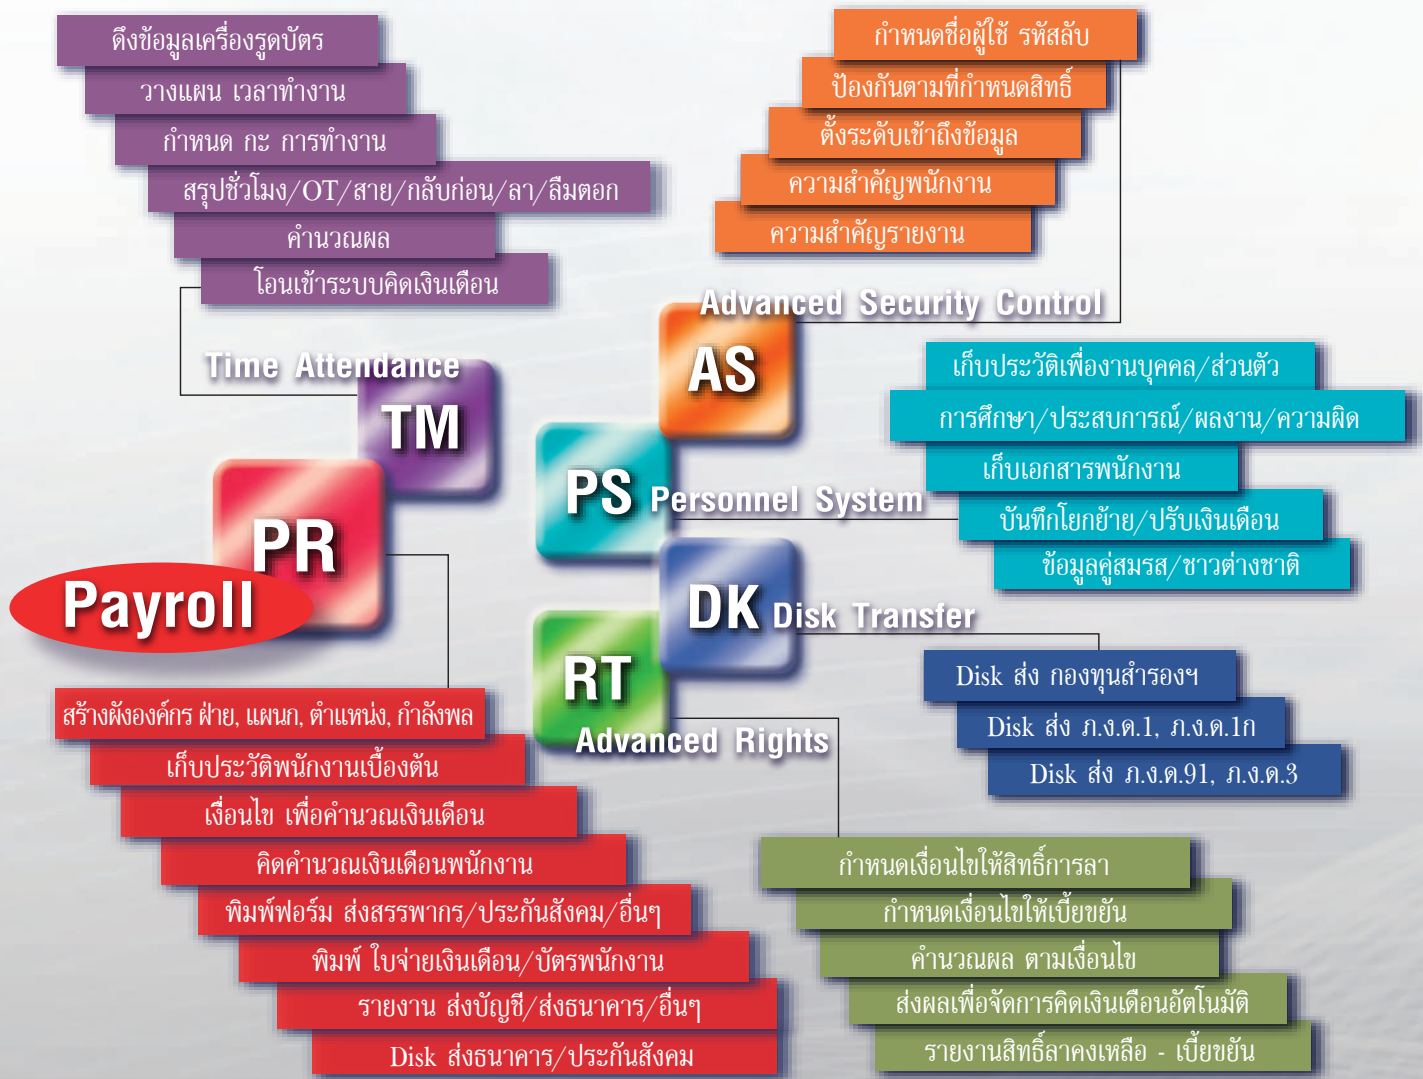 ดึงข้อมูลเครื่องรูดบัตร
วางแผน เวลาทำงาน
กำหนด กะ การทำงาน
สรุปชั่วโมง/OT/สาย/กลับก่อน/ลา/ลืมตอก
คำนวณผล
โอนเข้าระบบคิดเงินเดือน
Time Attendance
TM
กำหนดชื่อผู้ใช้ รหัสลับ
ป้องกันตามที่กำหนดสิทธิ์
ตั้งระดับเข้าถึงข้อมูล
ความสำคัญพนักงาน
ความสำคัญรายงาน
Advanced Security Control
AS
เก็บประวัติเพื่องานบุคคล/ส่วนตัว
การศึกษา/ประสบการณ์/ผลงาน/ความผิด
เก็บเอกสารพนักงาน
บันทึกโยกย้าย/ปรับเงินเดือน
ข้อมูลคู่สมรส/ชาวต่างชาติ
PS Personnel System
PR
Payroll
สร้างผังองค์กร ฝ่าย, แผนก, ตำแหน่ง, กำลังพล
เก็บประวัติพนักงานเบื้องต้น
เงื่อนไข เพื่อคำนวณเงินเดือน
คิดคำนวณเงินเดือนพนักงาน
พิมพ์ฟอร์ม ส่งสรรพากร/ประกันสังคม/อื่นๆ
พิมพ์ ใบจ่ายเงินเดือน/บัตรพนักงาน
รายงาน ส่งบัญชี/ส่งธนาคาร/อื่นๆ
Disk ส่งธนาคาร/ประกันสังคม
DK Disk Transfer
Disk ส่ง กองทุนสำรองฯ
Disk ส่ง ภ.ง.ด.1, ภ.ง.ด.1ก
Disk ส่ง ภ.ง.ด.91, ภ.ง.ด.3
RT
Advanced Rights
กำหนดเงื่อนไขให้สิทธิ์การลา
กำหนดเงื่อนไขให้เบี้ยขยัน
คำนวณผล ตามเงื่อนไข
ส่งผลเพื่อจัดการคิดเงินเดือนอัตโนมัติ
รายงานสิทธิ์ลาคงเหลือ - เบี้ยขยัน